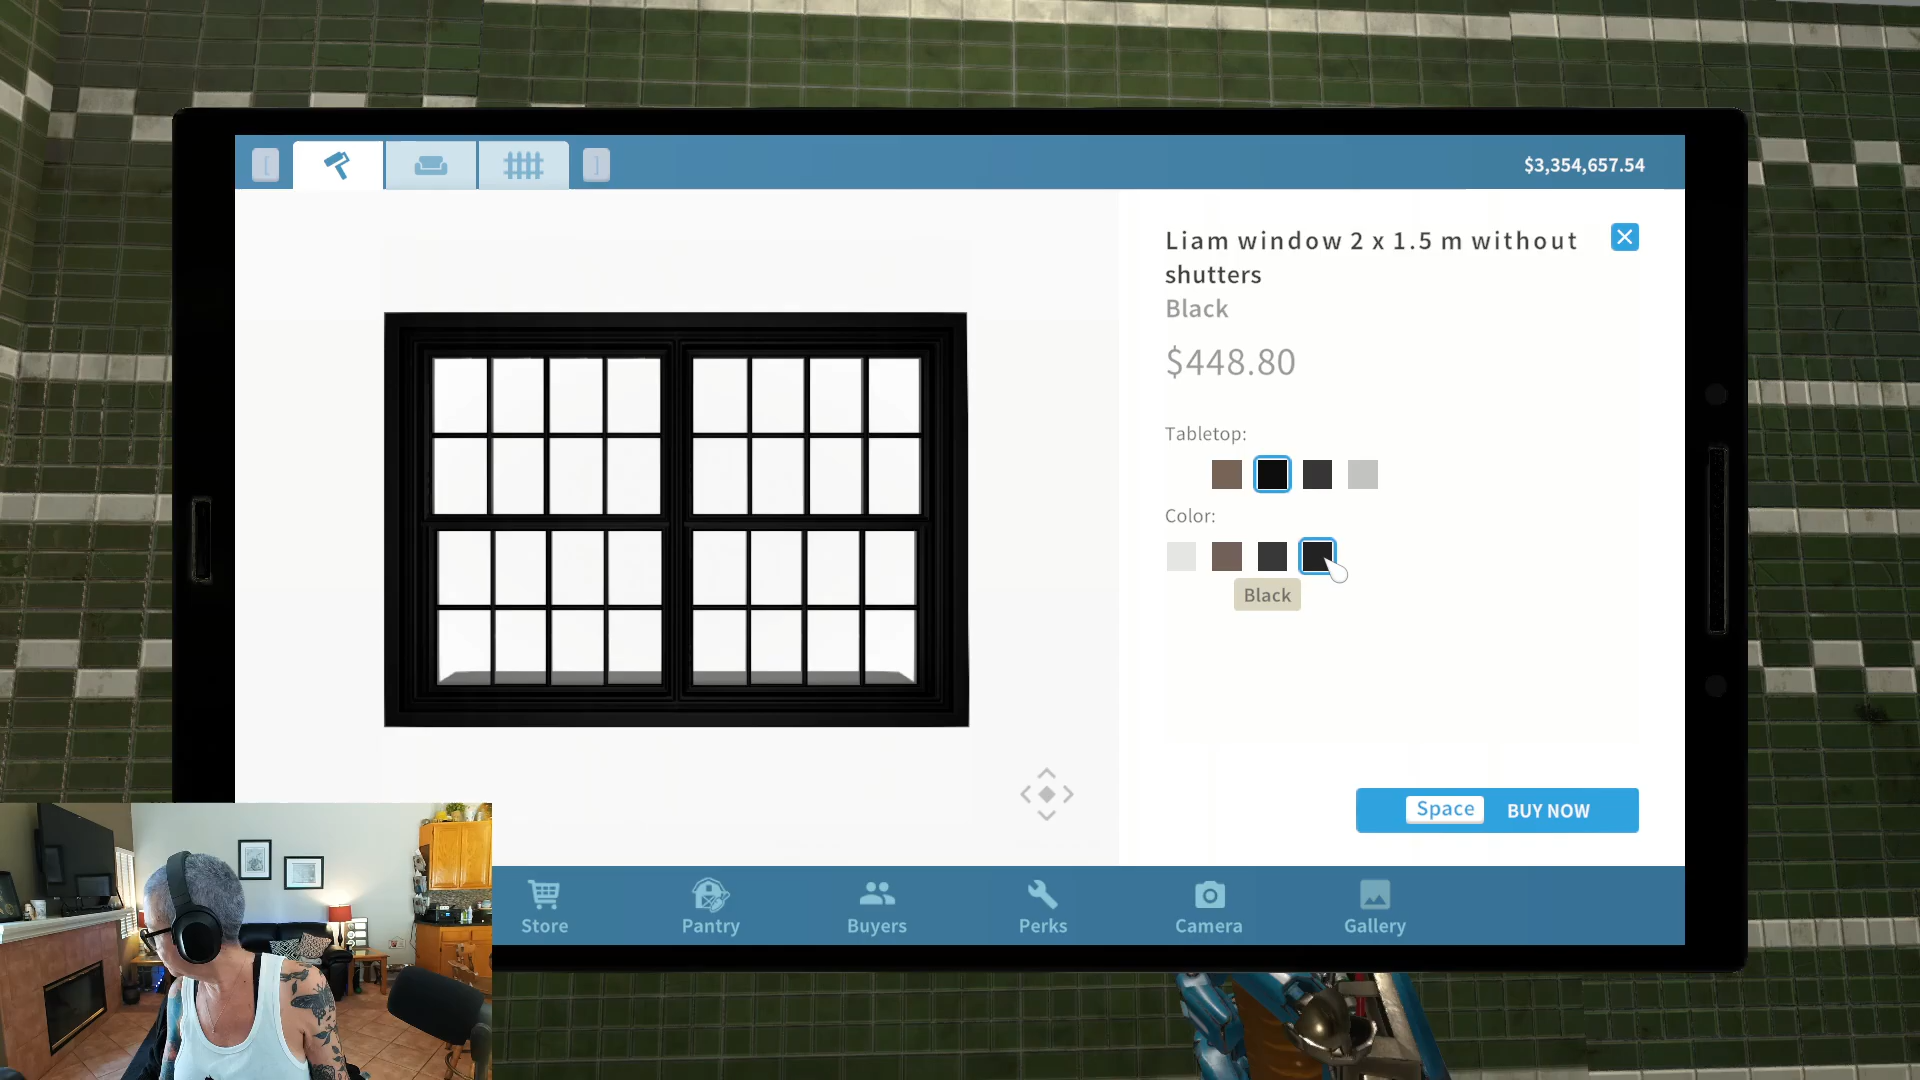 [
]
$3,354,657.54
Liam window 2 x 1.5 m without
shutters
Black
$448.80
Tabletop:
Color:
Black
Space BUY NOW
Store
Pantry
Buyers
Perks
Camera
Gallery